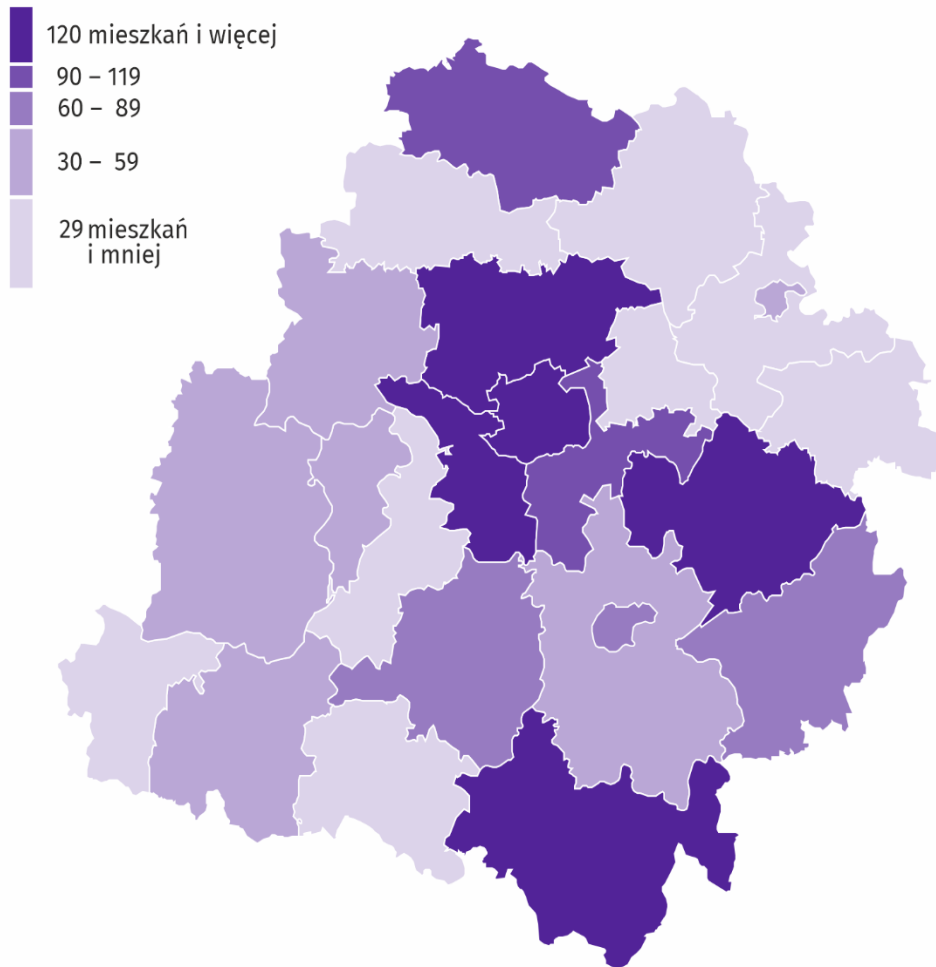 120 mieszkań i więcej
90 – 119
60 – 89
30 – 59
29 mieszkań
i mniej